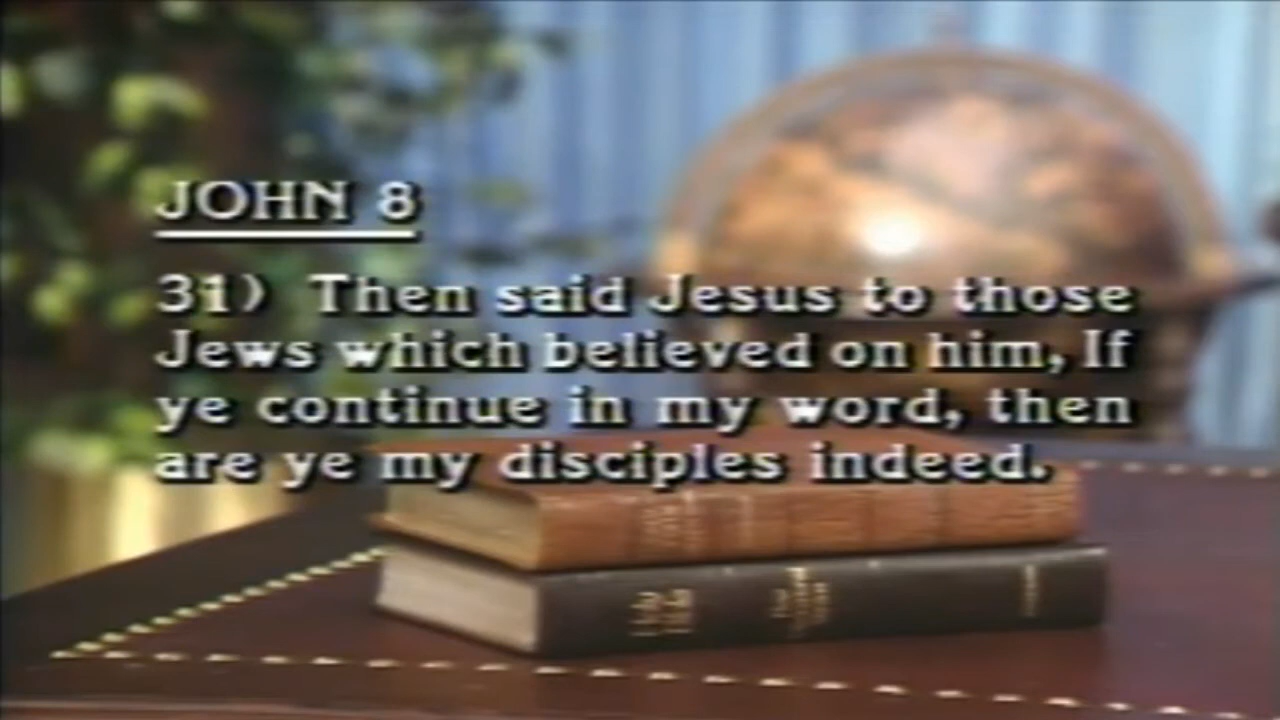 JOHN 8
31) Then said Jesus to those
Jews which believed on him, If
ye continue in my word, then
are ye my disciples indeed.